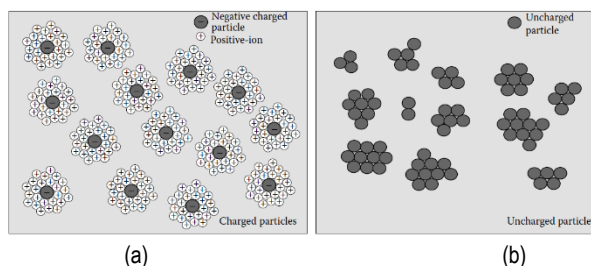 Negative charged
particle
Positive-ion
Charged particles
(a)
Uncharged
particle
Uncharged particle
(b)